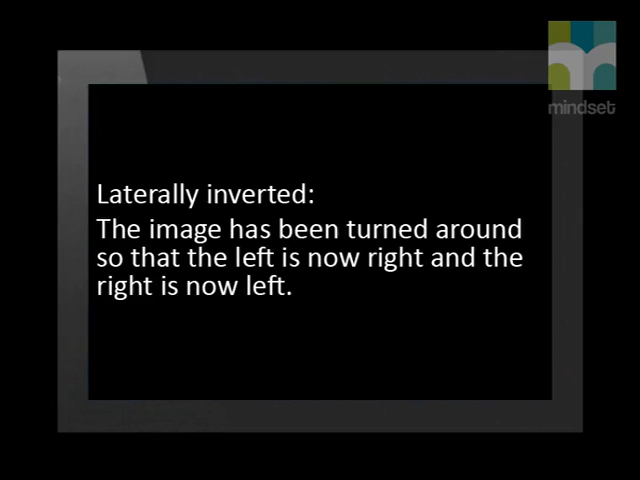 mindset
Laterally inverted:
The image has been turned around
so that the left is now right and the
right is now left.